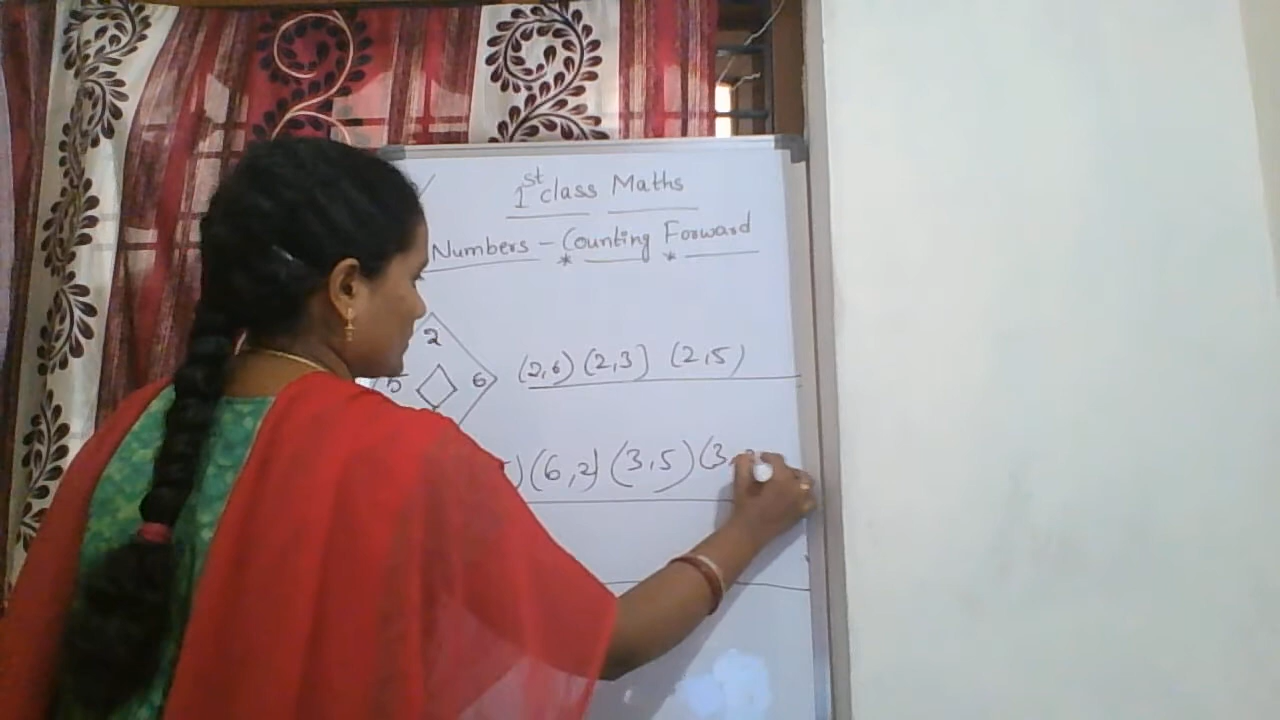 1st class Maths
Numbers - Counting Forward
* *
2
5 6
(2,6) (2,3] (2,5)
) (6,2) (3,5) (3,